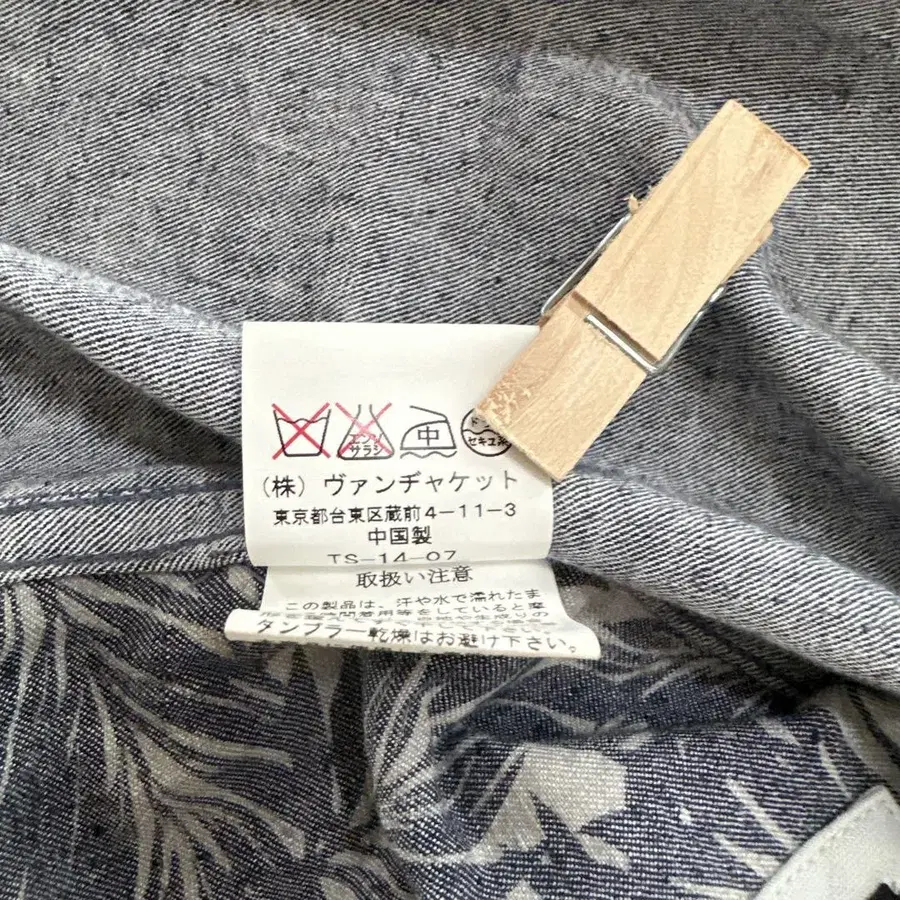 エンソ
サラシ
中
ドライ
セキユ系
(株) ヴァンヂャケット
東京都台東区蔵前4-11-3
中国製
TS-14-07
取扱い注意
この製品は、汗や水で濡れたま
タンブラー乾燥はお避け下さい。